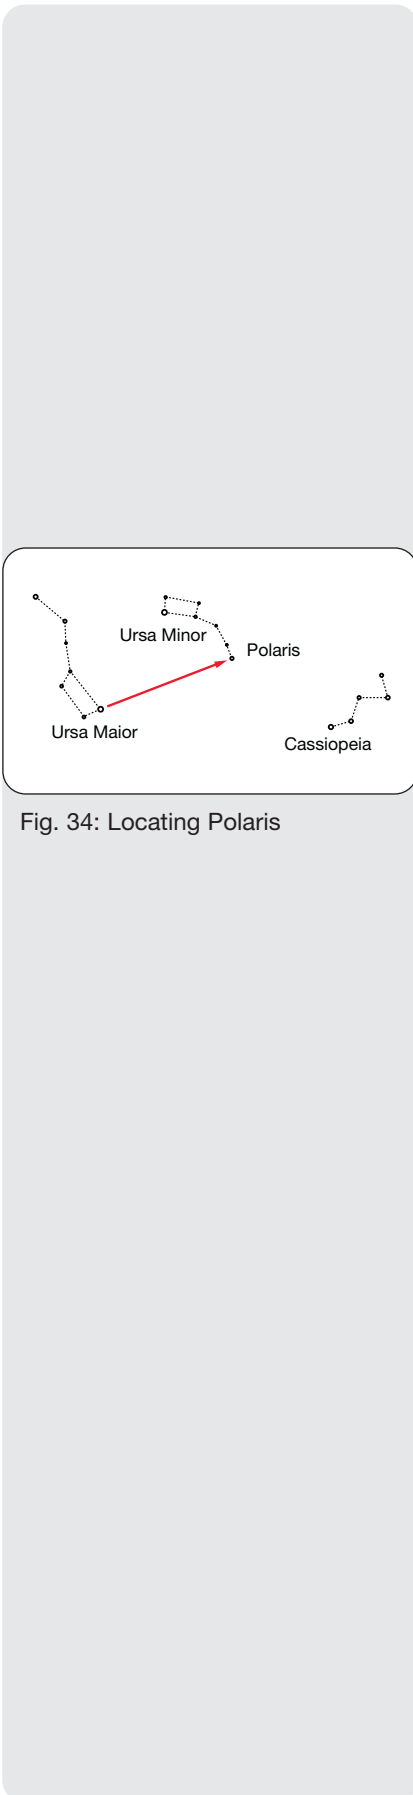 Ursa Minor
Polaris
Ursa Maior
Cassiopeia
Fig. 34: Locating Polaris